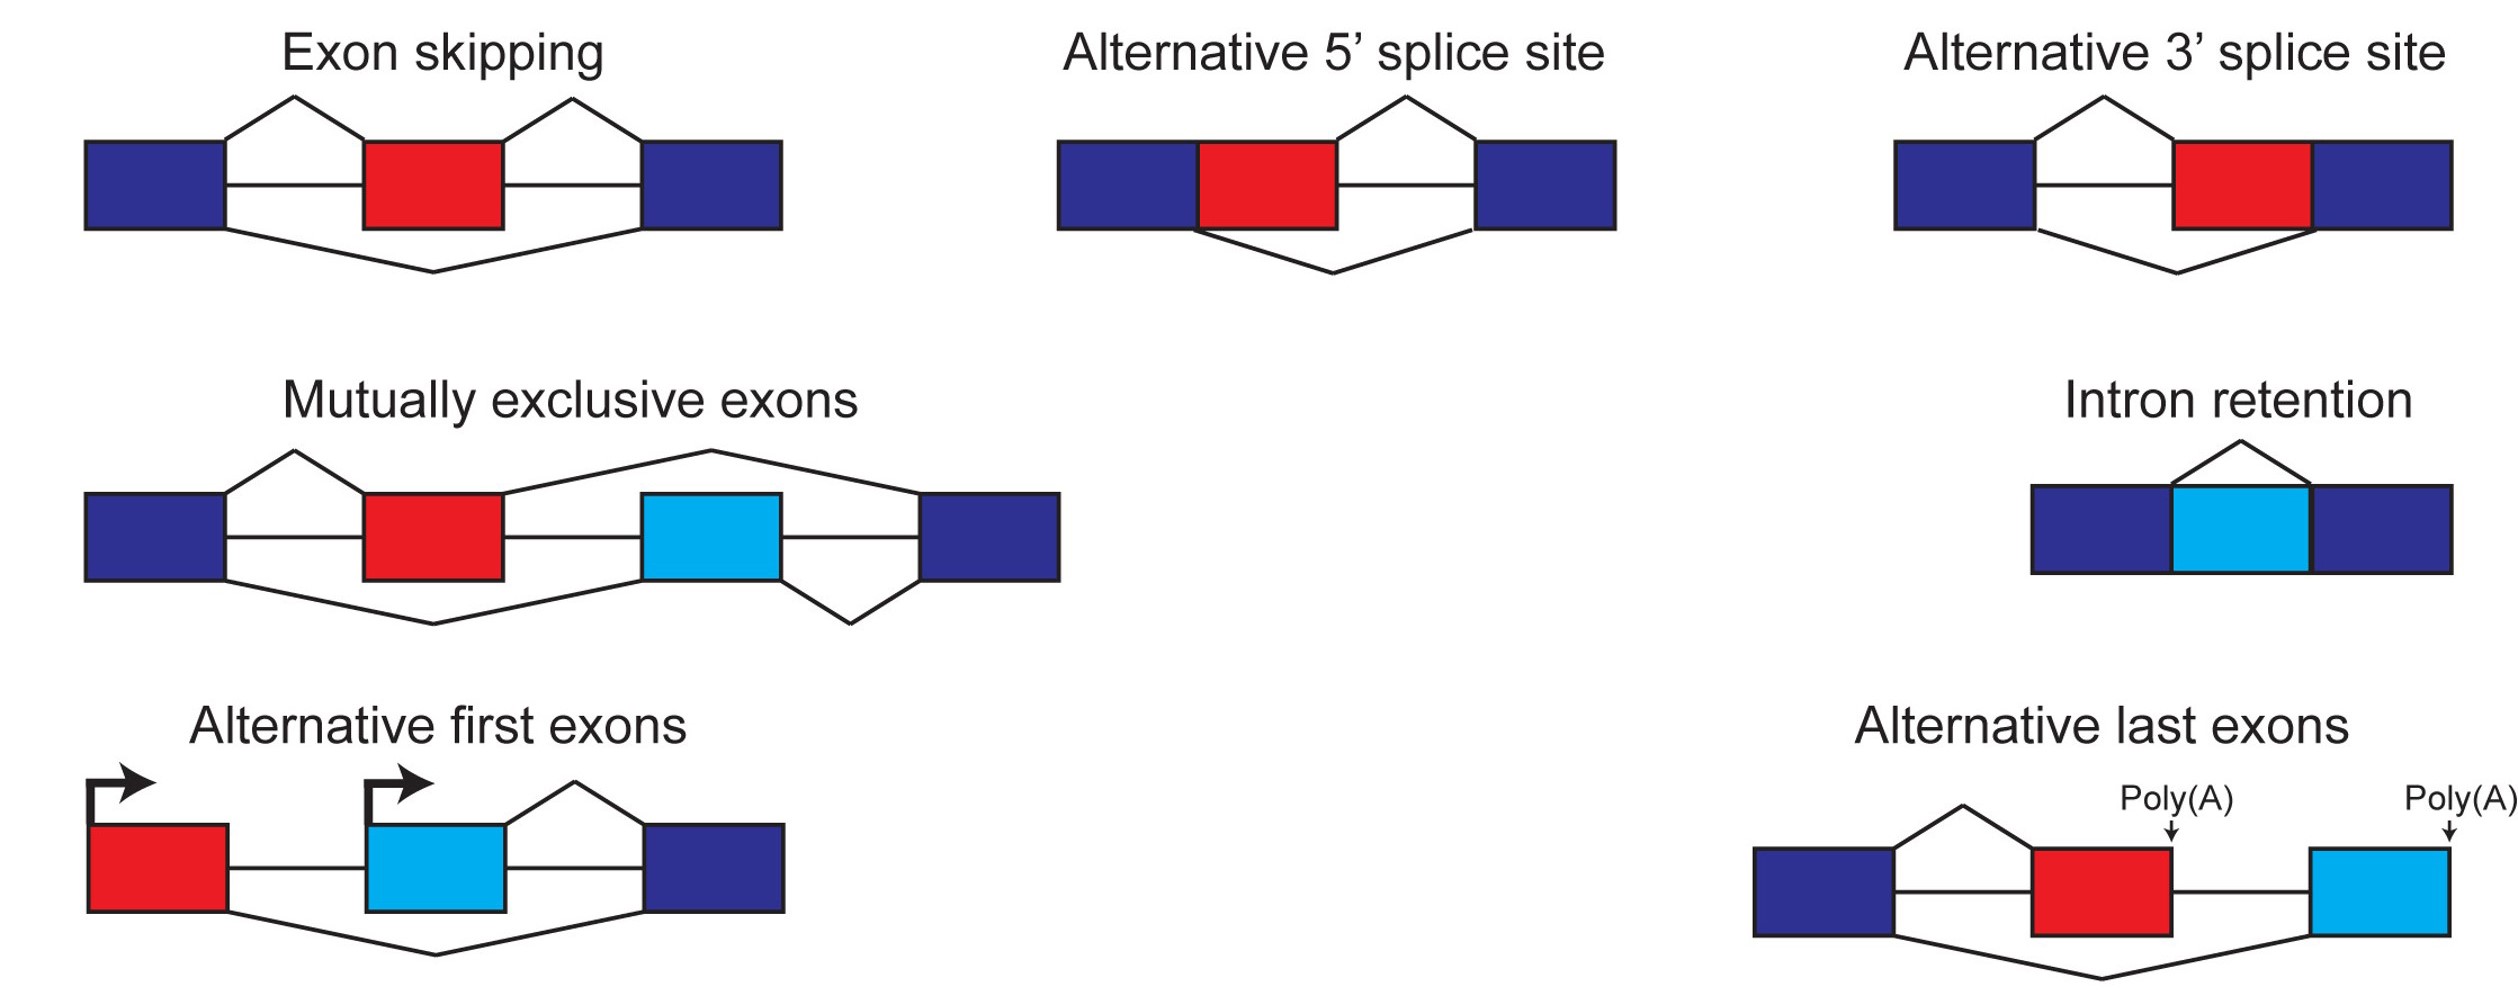 Exon skipping
Alternative 5’ splice site
Alternative 3’ splice site
Mutually exclusive exons
Intron retention
Alternative first exons
Alternative last exons
Poly(A)
Poly(A)